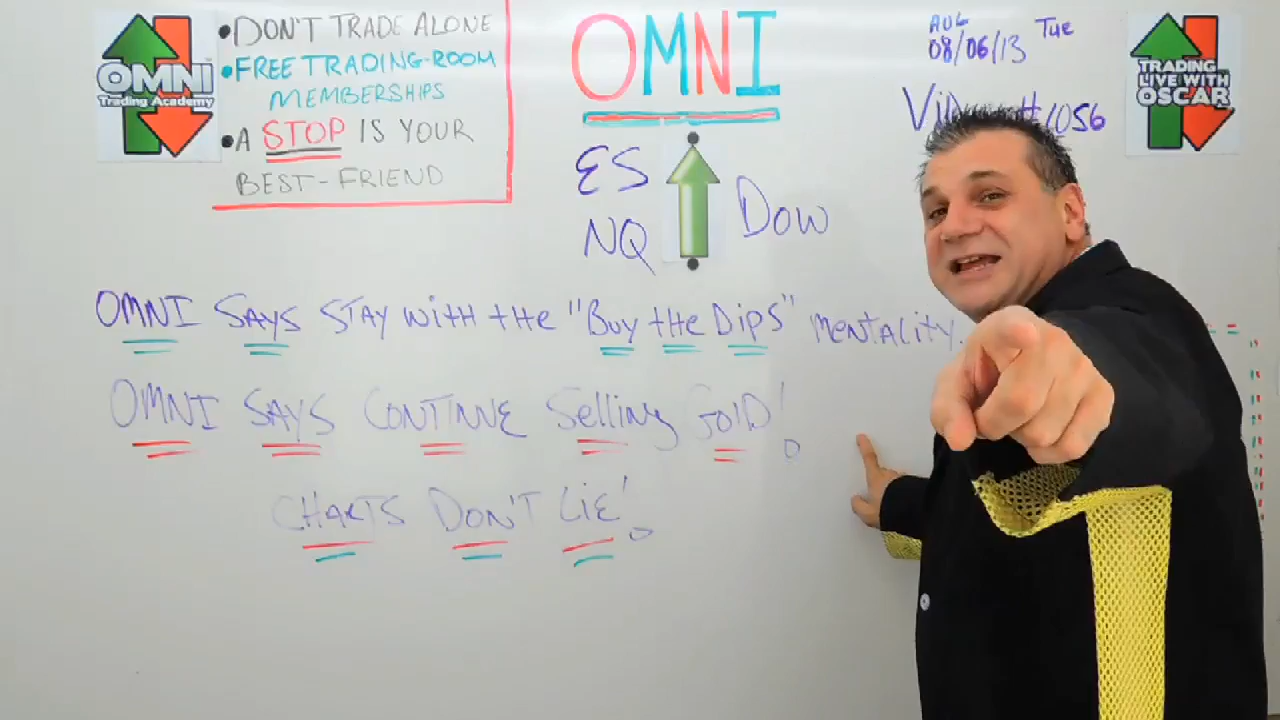 OMNI
Trading Academy
• DON'T TRADE ALONE
• FREE TRADING-ROOM
MEMBERSHIPS
• A STOP IS YOUR
BEST-FRIEND
OMNI
ES
NQ
DOW
AUG
08/06/13 Tue
1056
TRADING
LIVE WITH
OSCAR
OMNI SAYS STAY with the "Buy the Dips" mentality.
OMNI SAYS CONTINUE Selling GOLD!
CHARTS DON'T LIE!